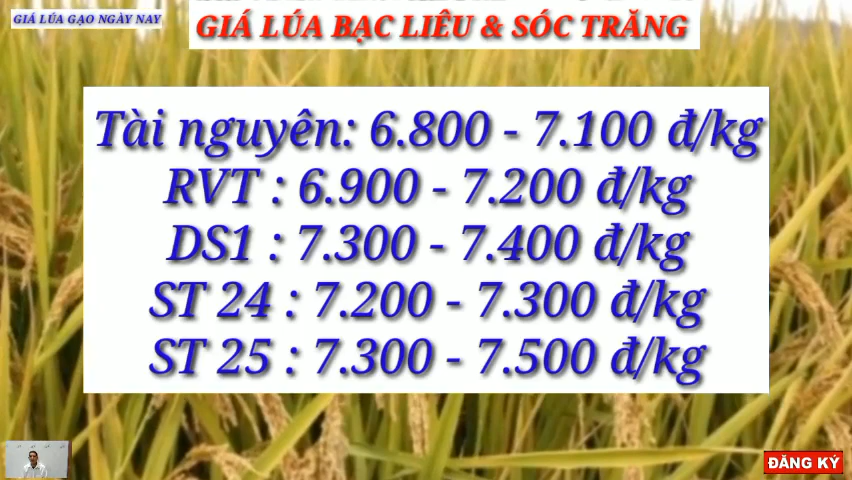 GIÁ LÚA GẠO NGÀY NAY
GIÁ LÚA BẠC LIÊU & SÓC TRĂNG
Tài nguyên: 6.800 - 7.100 đ/kg
RVT : 6.900 - 7.200 đ/kg
DS1 : 7.300 - 7.400 đ/kg
ST 24 : 7.200 - 7.300 đ/kg
ST 25 : 7.300 - 7.500 đ/kg
ĐĂNG KÝ